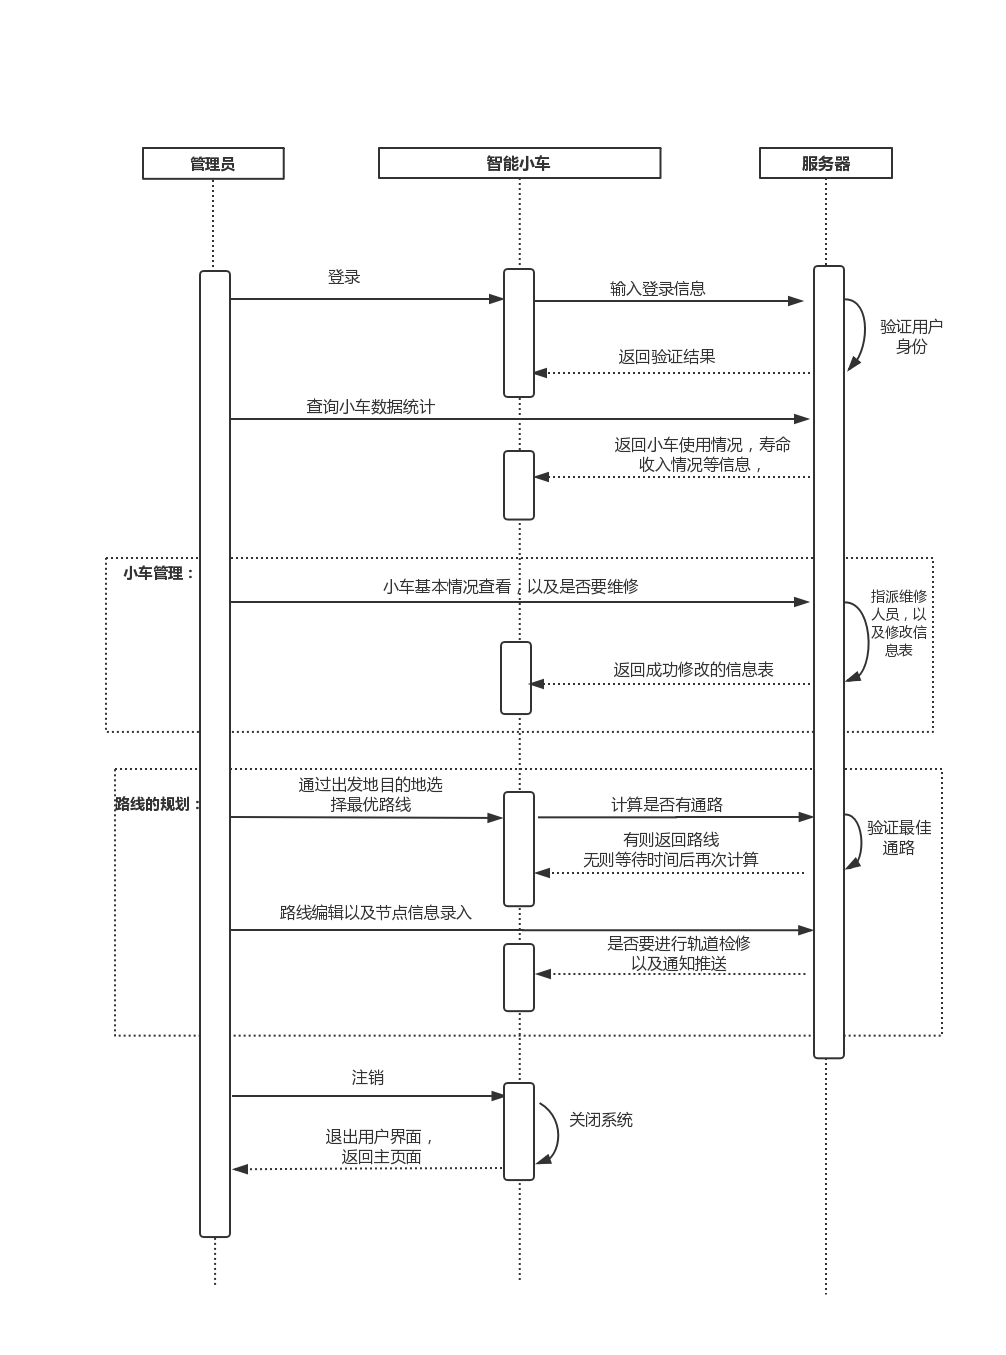 管理员
智能小车
服务器
登录
输入登录信息
验证用户
身份
返回验证结果
查询小车数据统计
返回小车使用情况，寿命
收入情况等信息，
小车管理：
小车基本情况查看，以及是否要维修
指派维修
人员，以
及修改信
息表
返回成功修改的信息表
路线的规划：
通过出发地目的地选
择最优路线
计算是否有通路
验证最佳
通路
有则返回路线
无则等待时间后再次计算
路线编辑以及节点信息录入
是否要进行轨道检修
以及通知推送
注销
关闭系统
退出用户界面，
返回主页面